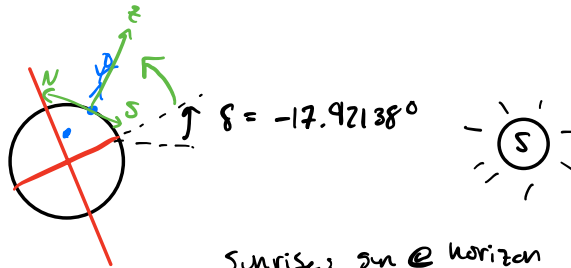 z
N
S
δ = -17.92138°
S
Sunrise: sun @ horizon